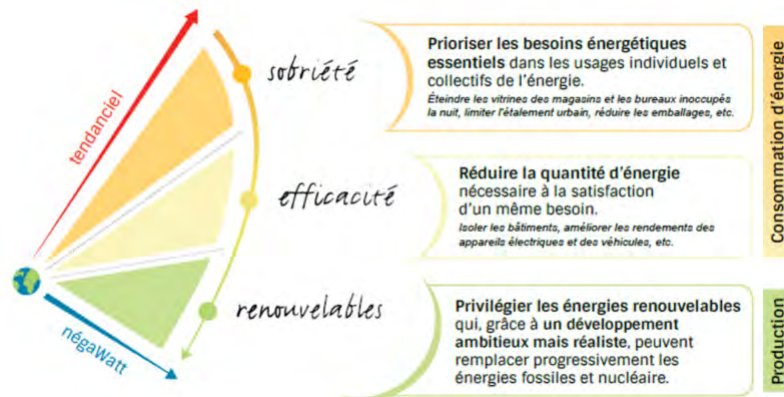 tendanciel
négaWatt
sobriété
Prioriser les besoins énergétiques
essentiels dans les usages individuels et
collectifs de l'énergie.
Éteindre les vitrines des magasins et les bureaux inoccupés
la nuit, limiter l'étalement urbain, réduire les emballages, etc.
efficacité
Réduire la quantité d'énergie
nécessaire à la satisfaction
d'un même besoin.
Isoler les bâtiments, améliorer les rendements des
appareils électriques et des véhicules, etc.
Consommation d'énergie
renouvelables
Privilégier les énergies renouvelables
qui, grâce à un développement
ambitieux mais réaliste, peuvent
remplacer progressivement les
énergies fossiles et nucléaire.
Production